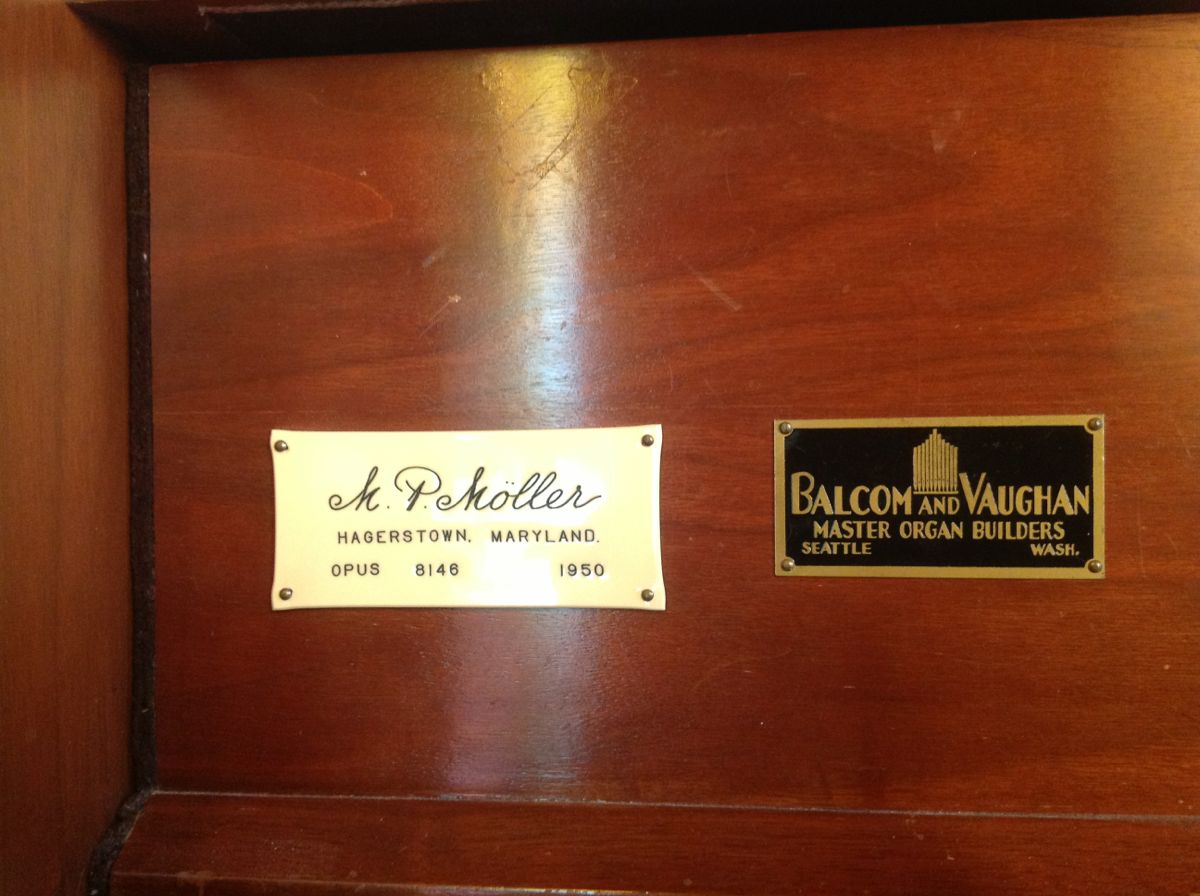 M. P. Möller
HAGERSTOWN, MARYLAND.
OPUS 8146 1950
BALCOM AND VAUGHAN
MASTER ORGAN BUILDERS
SEATTLE WASH.